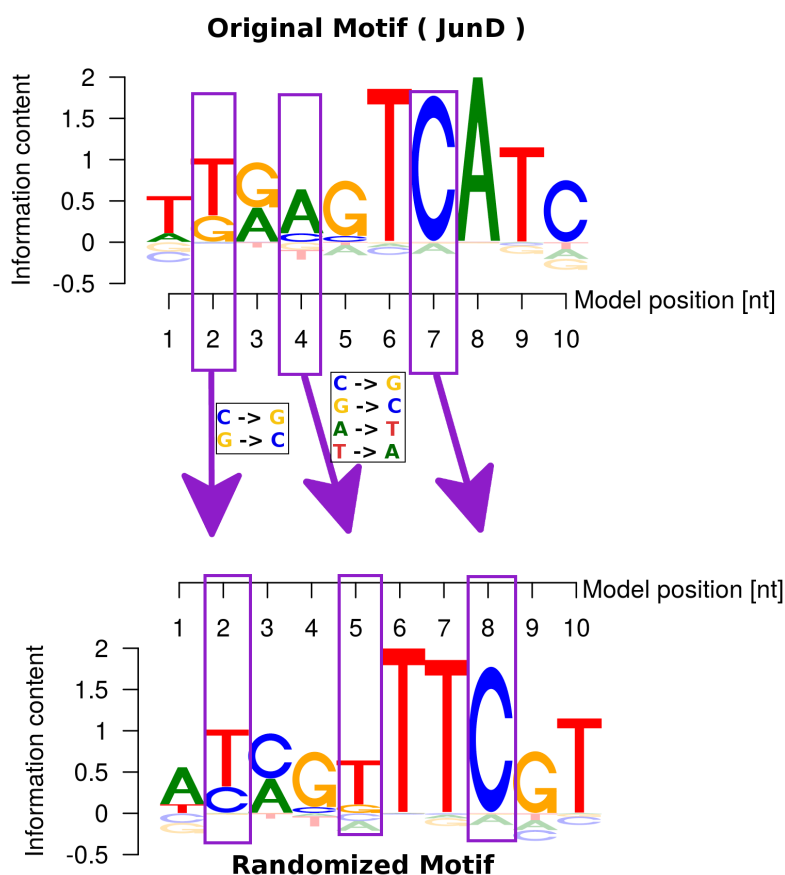 Original Motif ( JunD )
Information content
2
1.5
1
0.5
0
-0.5
T A G C
T G
G A T
A C G T
G C A
T A C
C A
A
T C G
C A T G
Model position [nt]
1 2 3 4 5 6 7 8 9 10
C -> G
G -> C
C -> G
G -> C
A -> T
T -> A
Model position [nt]
1 2 3 4 5 6 7 8 9 10
Information content
2
1.5
1
0.5
0
-0.5
A T C G
T C
C A T
G C A T
T G C A
T
T G A
C A
G A C
T C
Randomized Motif